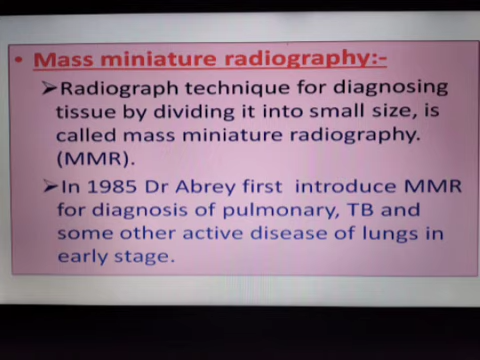 • Mass miniature radiography:-
➤Radiograph technique for diagnosing
tissue by dividing it into small size, is
called mass miniature radiography.
(MMR).
➤In 1985 Dr Abrey first introduce MMR
for diagnosis of pulmonary, TB and
some other active disease of lungs in
early stage.